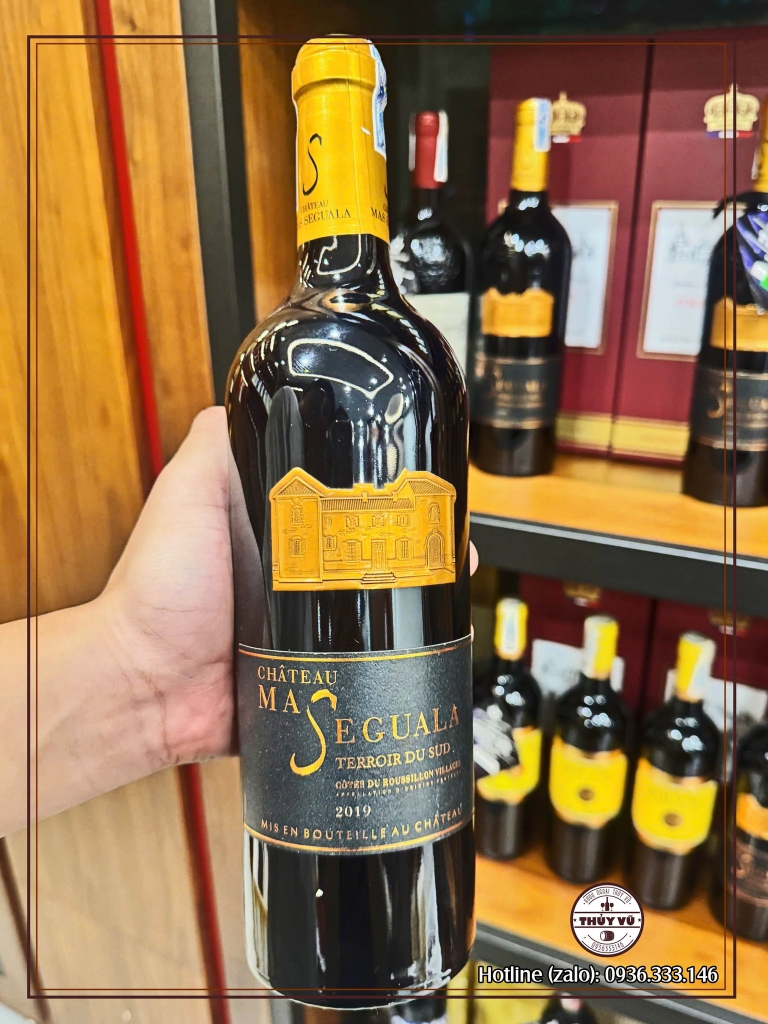 S
CHÂTEAU
SEGUALA
MAS
CHÂTEAU
MAS
SEGUALA
TERROIR DU SUD
CÔTES DU ROUSSILLON VILLAGES
2019
MIS EN BOUTEILLE AU CHÂTEAU
THỦY VŨ
0936333146
Hotline (zalo): 0936.333.146